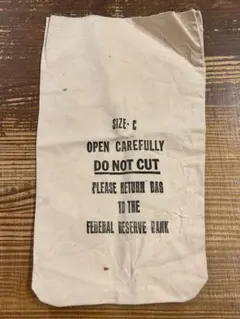 SIZE-C
OPEN CAREFULLY
DO NOT CUT
PLEASE RETURN BAG
TO THE
FEDERAL RESERVE BANK